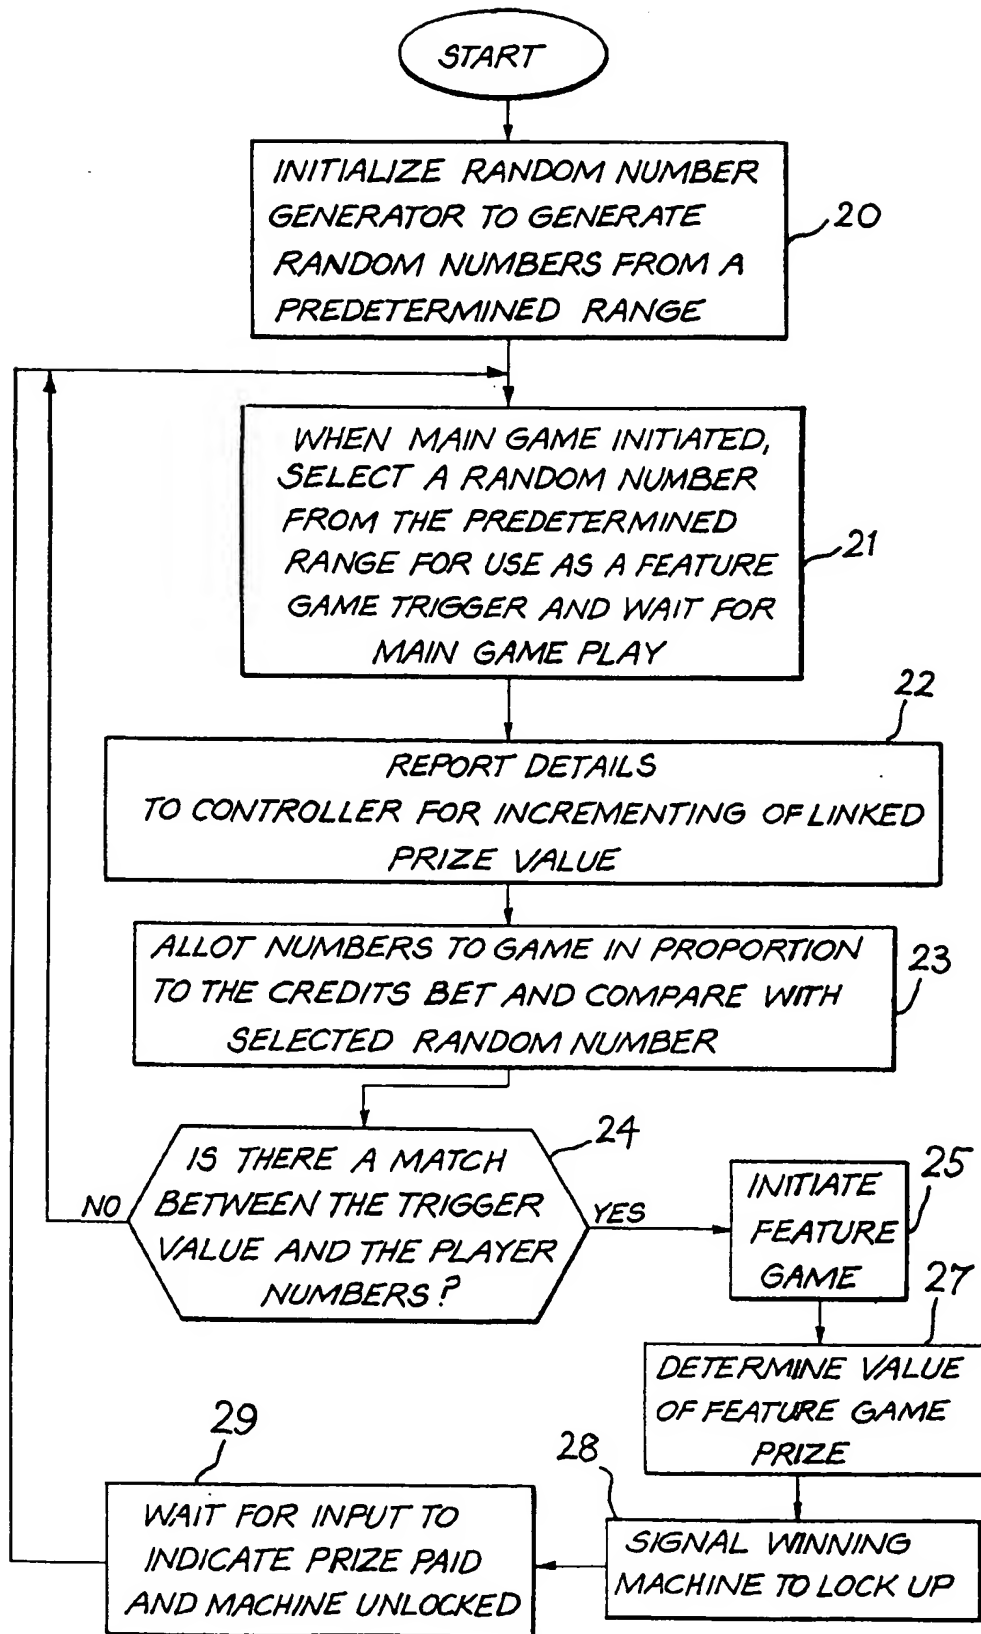 START
INITIALIZE RANDOM NUMBER
GENERATOR TO GENERATE
RANDOM NUMBERS FROM A
PREDETERMINED RANGE
20
WHEN MAIN GAME INITIATED,
SELECT A RANDOM NUMBER
FROM THE PREDETERMINED
RANGE FOR USE AS A FEATURE
GAME TRIGGER AND WAIT FOR
MAIN GAME PLAY
21
22
REPORT DETAILS
TO CONTROLLER FOR INCREMENTING OF LINKED
PRIZE VALUE
ALLOT NUMBERS TO GAME IN PROPORTION
TO THE CREDITS BET AND COMPARE WITH
SELECTED RANDOM NUMBER
23
24
IS THERE A MATCH
BETWEEN THE TRIGGER
VALUE AND THE PLAYER
NUMBERS?
NO
YES
25
INITIATE
FEATURE
GAME
27
DETERMINE VALUE
OF FEATURE GAME
PRIZE
28
SIGNAL WINNING
MACHINE TO LOCK UP
29
WAIT FOR INPUT TO
INDICATE PRIZE PAID
AND MACHINE UNLOCKED